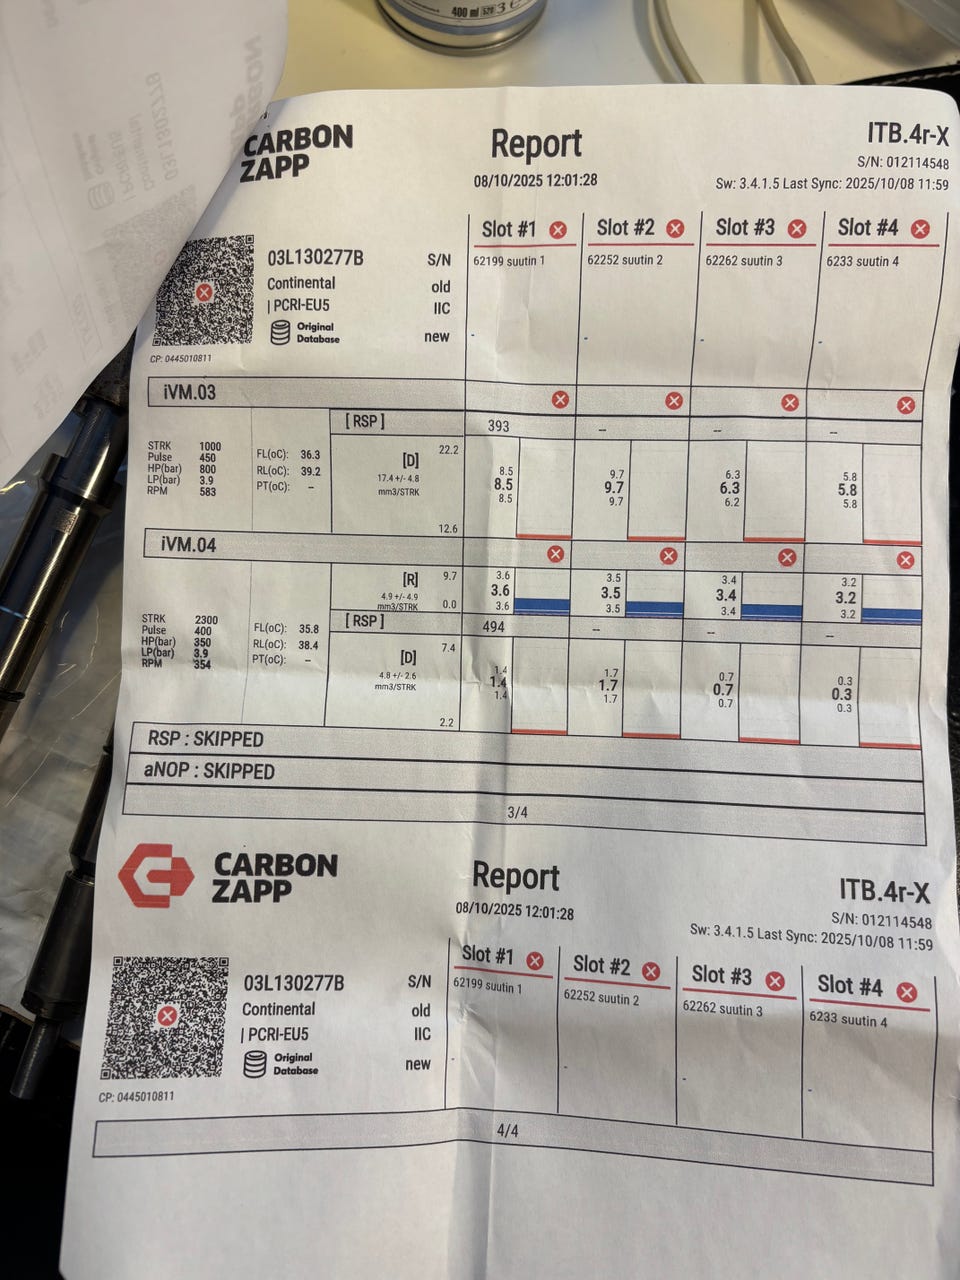 400 ml
CARBON
ZAPP
Report
08/10/2025 12:01:28
ITB.4r-X
S/N: 012114548
Sw: 3.4.1.5 Last Sync: 2025/10/08 11:59
Slot #1 Slot #2 Slot #3 Slot #4
03L130277B S/N 62199 suutin 1 62252 suutin 2 62262 suutin 3 6233 suutin 4
Continental old
| PCRI-EU5 IIC
Original
Database
new - - - -
CP: 0445010811
iVM.03
[ RSP ] 393 -- -- --
STRK 1000
Pulse 450
HP(bar) 800
LP(bar) 3.9
RPM 583
FL(oC): 36.3
RL(oC): 39.2
PT(oC): –
[D]
17.4 +/- 4.8
mm3/STRK
22.2
12.6
8.5 9.7 6.3 5.8
8.5 9.7 6.3 5.8
8.5 9.7 6.2 5.8
iVM.04
[R]
4.9 +/- 4.9
mm3/STRK
9.7
0.0
3.6 3.5 3.4 3.2
3.6 3.5 3.4 3.2
3.6 3.5 3.4 3.2
STRK 2300
Pulse 400
HP(bar) 350
LP(bar) 3.9
RPM 354
FL(oC): 35.8
RL(oC): 38.4
PT(oC): –
[ RSP ] 494 -- -- --
[D]
4.8 +/- 2.6
mm3/STRK
7.4
2.2
1.4 1.7 0.7 0.3
1.4 1.7 0.7 0.3
1.4 1.7 0.7 0.3
RSP : SKIPPED
aNOP : SKIPPED
3/4
CARBON
ZAPP
Report
08/10/2025 12:01:28
ITB.4r-X
S/N: 012114548
Sw: 3.4.1.5 Last Sync: 2025/10/08 11:59
Slot #1 Slot #2 Slot #3 Slot #4
03L130277B S/N 62199 suutin 1 62252 suutin 2 62262 suutin 3 6233 suutin 4
Continental old
| PCRI-EU5 IIC
Original
Database
new - - - -
CP: 0445010811
4/4